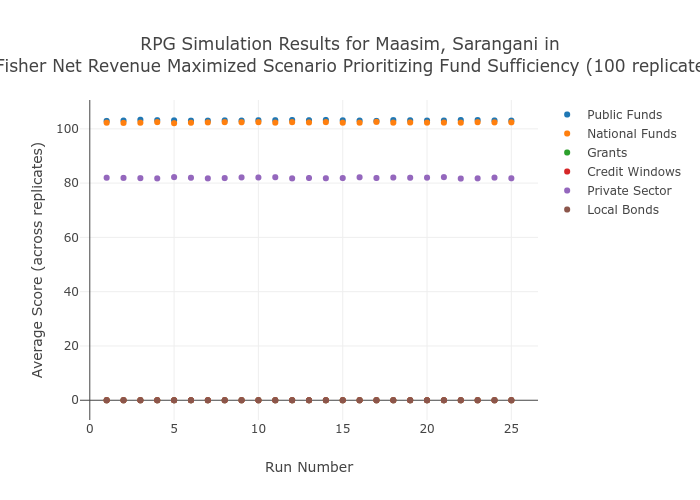 RPG Simulation Results for Maasim, Sarangani in
Fisher Net Revenue Maximized Scenario Prioritizing Fund Sufficiency (100 replicate
Average Score (across replicates)
100
80
60
40
20
0
0
5
10
15
20
25
Run Number
Public Funds
National Funds
Grants
Credit Windows
Private Sector
Local Bonds